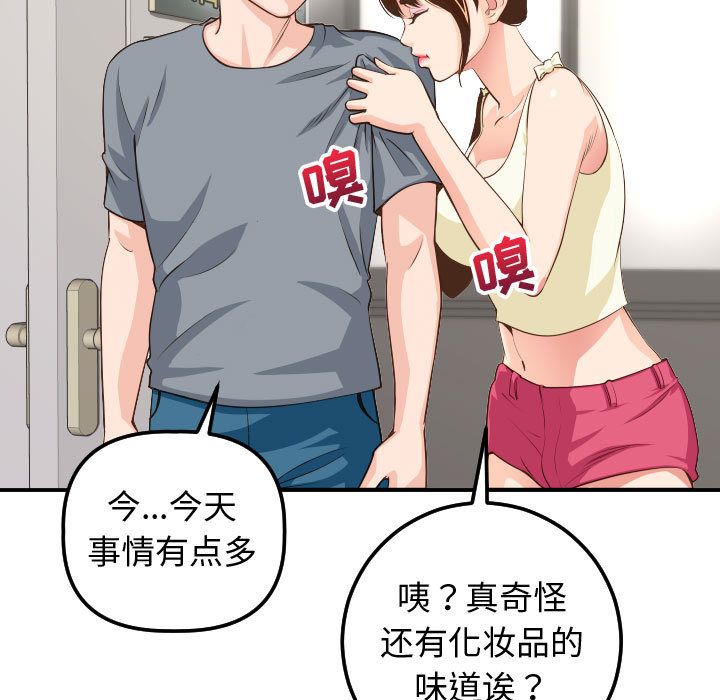 嗅
嗅
今...今天
事情有点多
咦？真奇怪
还有化妆品的
味道诶？